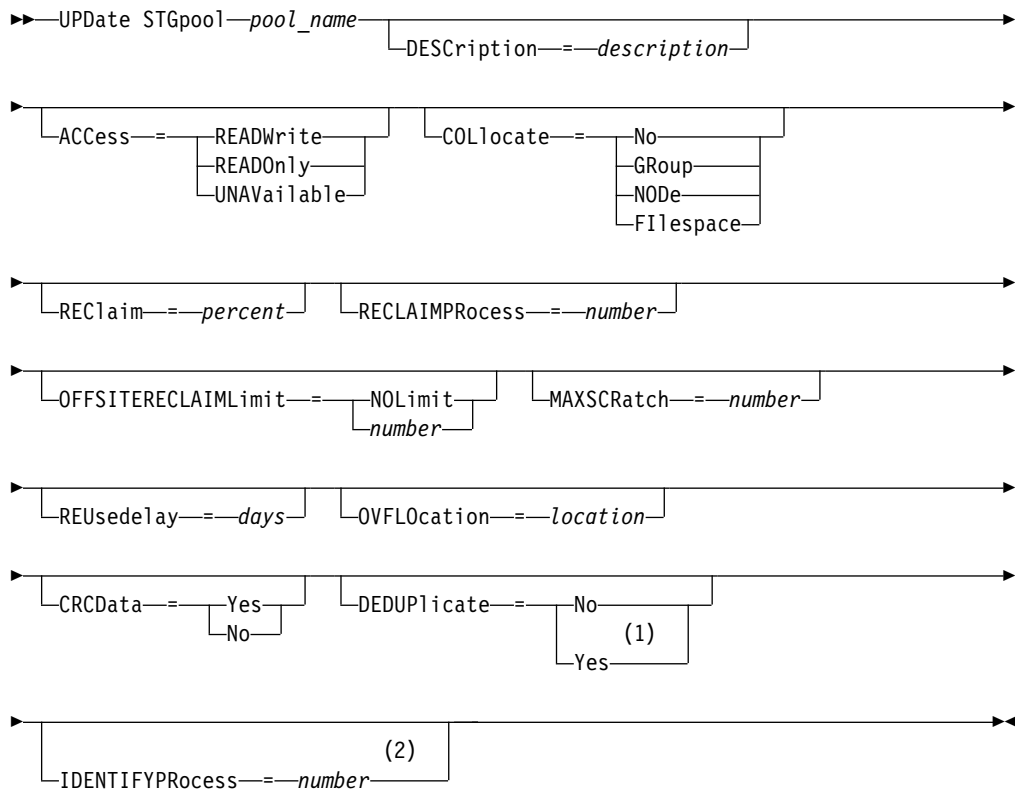 UPDate STGpool pool_name
DESCription = description
ACCess = READWrite
READOnly
UNAVailable
COLlocate = No
GRoup
NODe
FIlespace
REClaim = percent
RECLAIMPRocess = number
OFFSITERECLAIMLimit = NOLimit
number
MAXSCRatch = number
REUsedelay = days
OVFLOcation = location
CRCData = Yes
No
DEDUPlicate = No
(1)
Yes
(2)
IDENTIFYPRocess = number